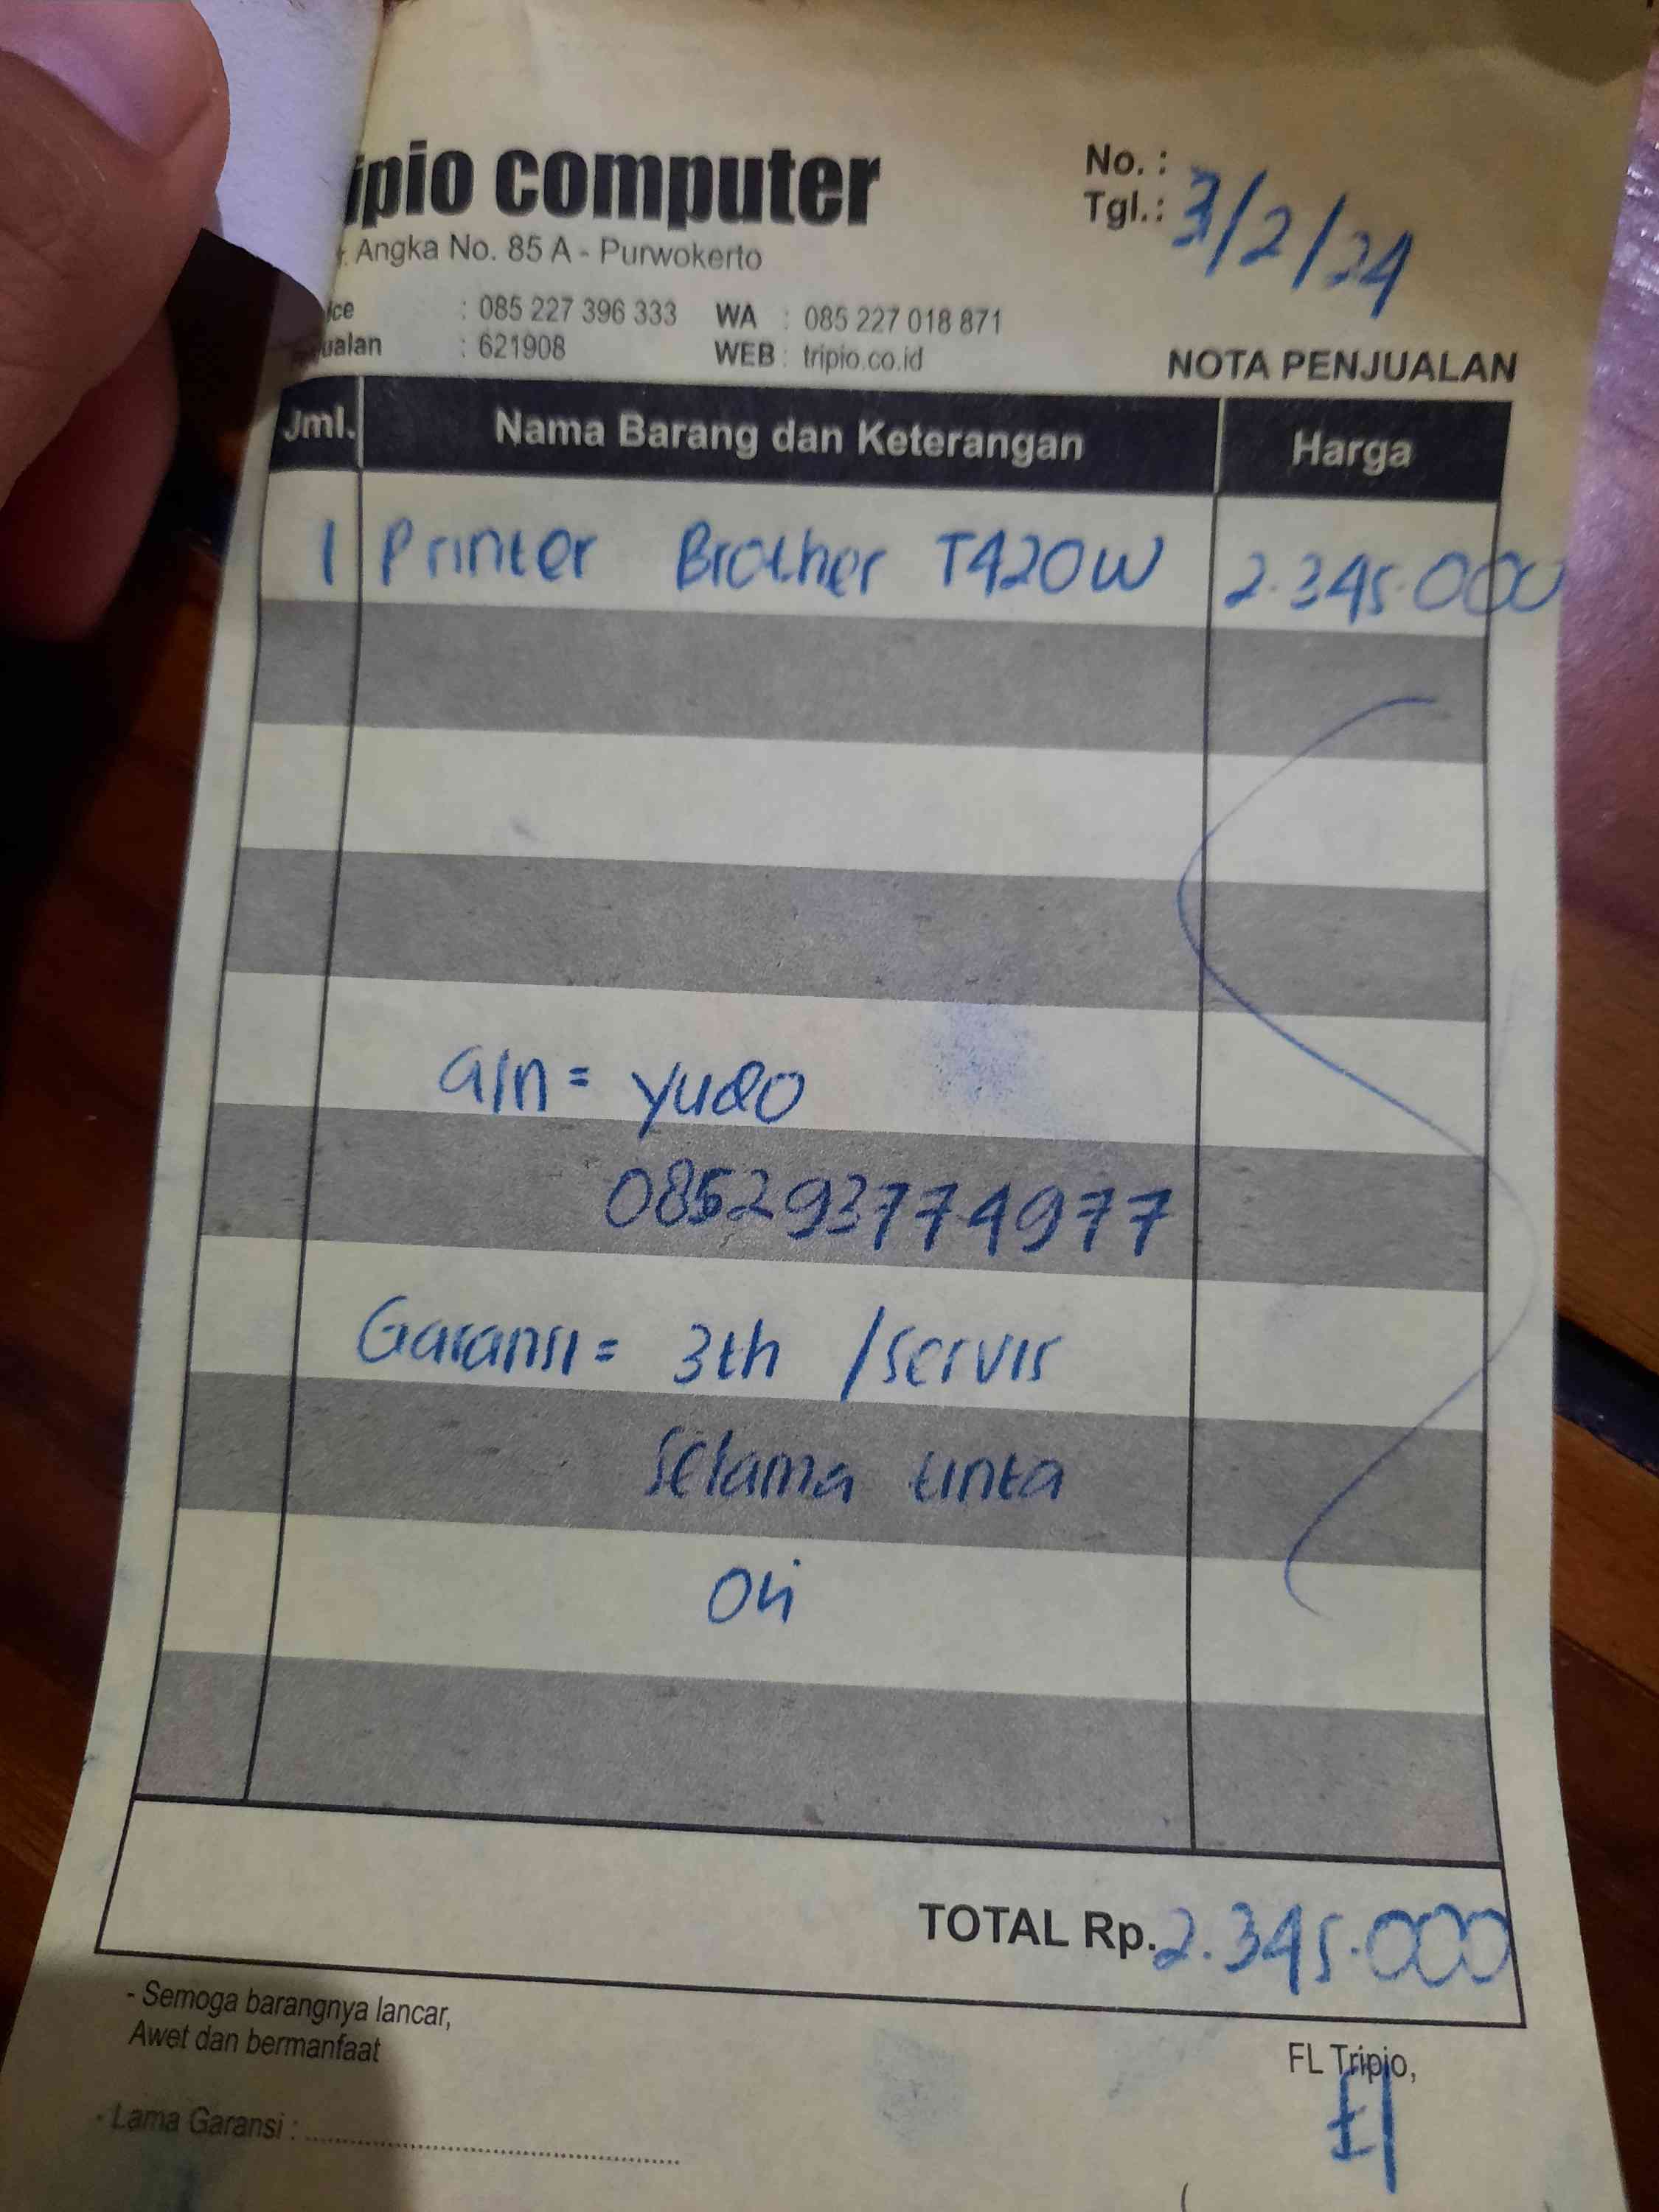 ipio computer
No. :
Tgl.: 3/2/24
r. Angka No. 85 A - Purwokerto
ice : 085 227 396 333 WA : 085 227 018 871
ualan : 621908 WEB : tripio.co.id
NOTA PENJUALAN
Jml. Nama Barang dan Keterangan Harga
1 Printer Brother T420W 2.345.000
a/n = yudo
085293774977
Garansi = 3th /servis
selama tinta
ori
TOTAL Rp. 2.345.000
- Semoga barangnya lancar,
Awet dan bermanfaat
FL Tripio,
- Lama Garansi : ..........................................